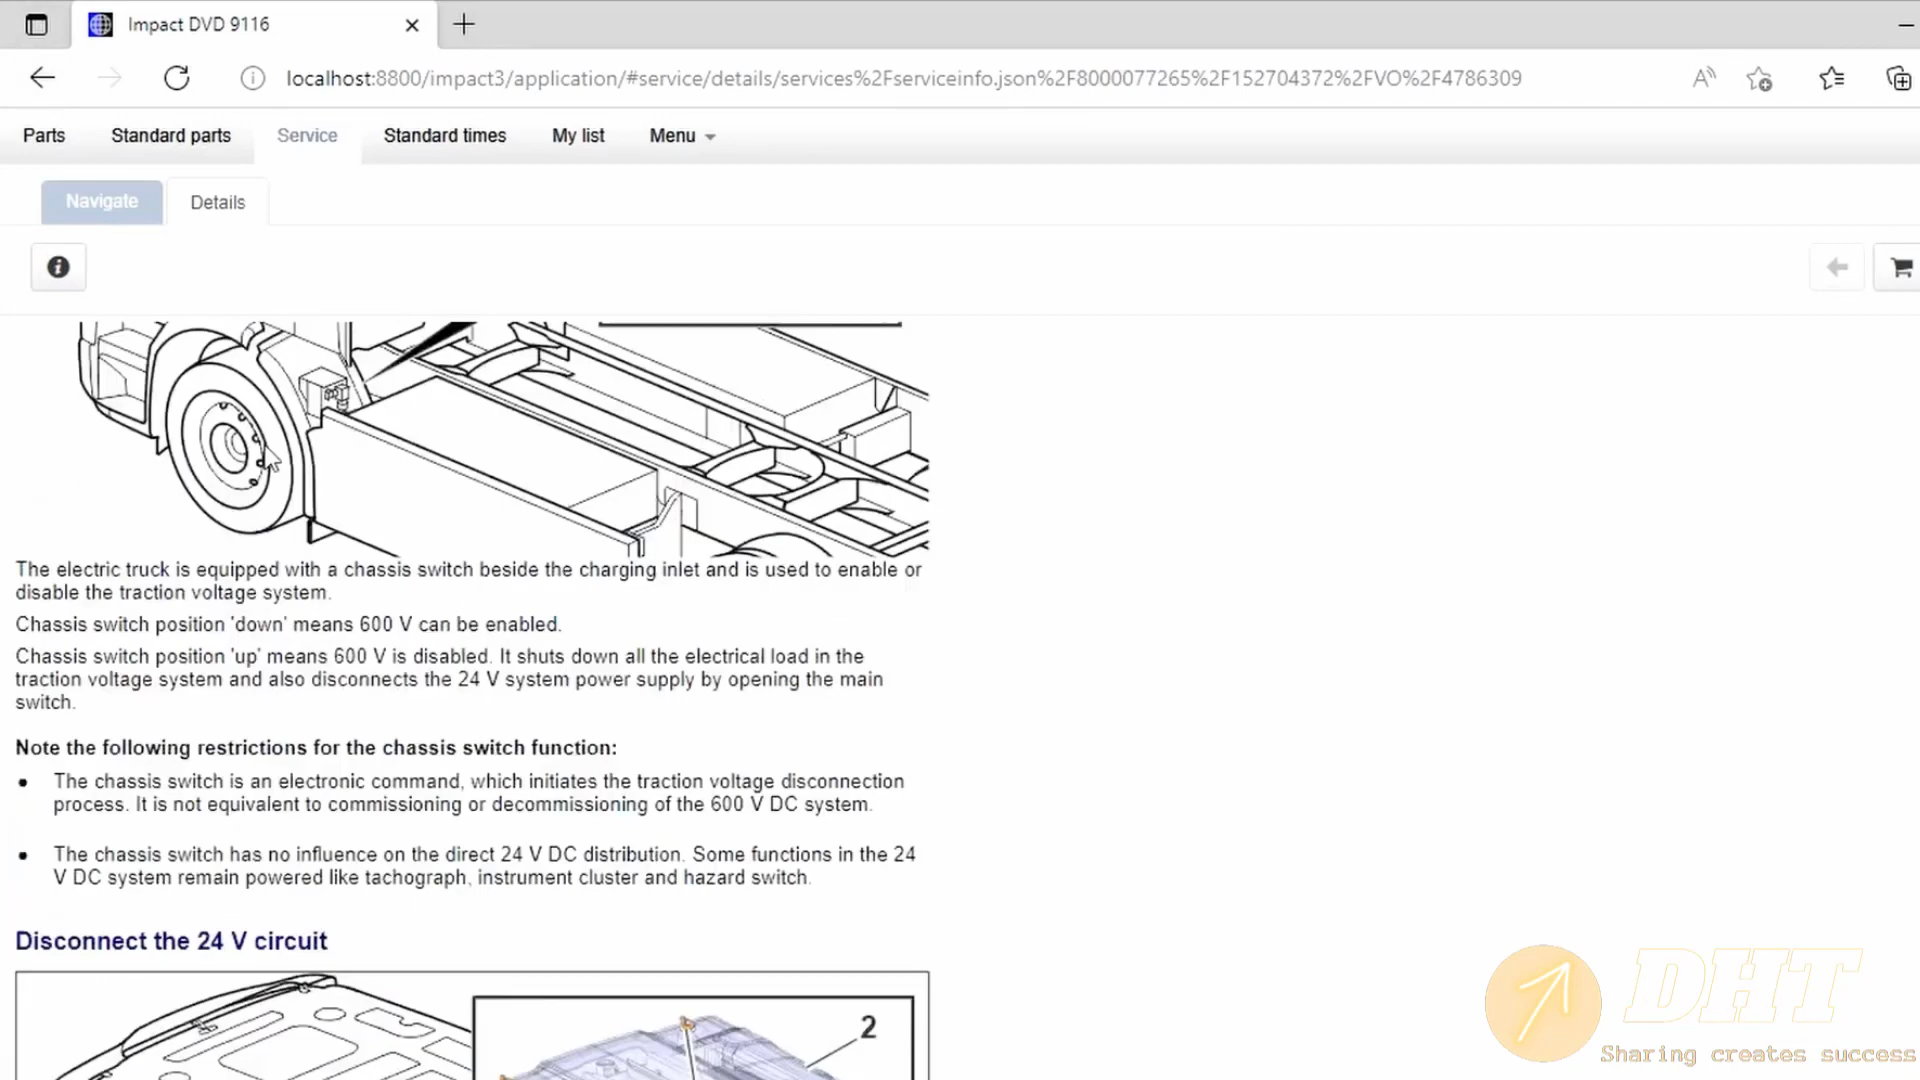 Impact DVD 9116
localhost:8800/impact3/application/#service/details/services%2Fserviceinfo.json%2F8000077265%2F152704372%2FVO%2F4786309
Parts Standard parts Service Standard times My list Menu
Navigate Details
The electric truck is equipped with a chassis switch beside the charging inlet and is used to enable or
disable the traction voltage system.
Chassis switch position 'down' means 600 V can be enabled.
Chassis switch position 'up' means 600 V is disabled. It shuts down all the electrical load in the
traction voltage system and also disconnects the 24 V system power supply by opening the main
switch.
Note the following restrictions for the chassis switch function:
The chassis switch is an electronic command, which initiates the traction voltage disconnection
process. It is not equivalent to commissioning or decommissioning of the 600 V DC system.
The chassis switch has no influence on the direct 24 V DC distribution. Some functions in the 24
V DC system remain powered like tachograph, instrument cluster and hazard switch.
Disconnect the 24 V circuit
2
DHT
Sharing creates success